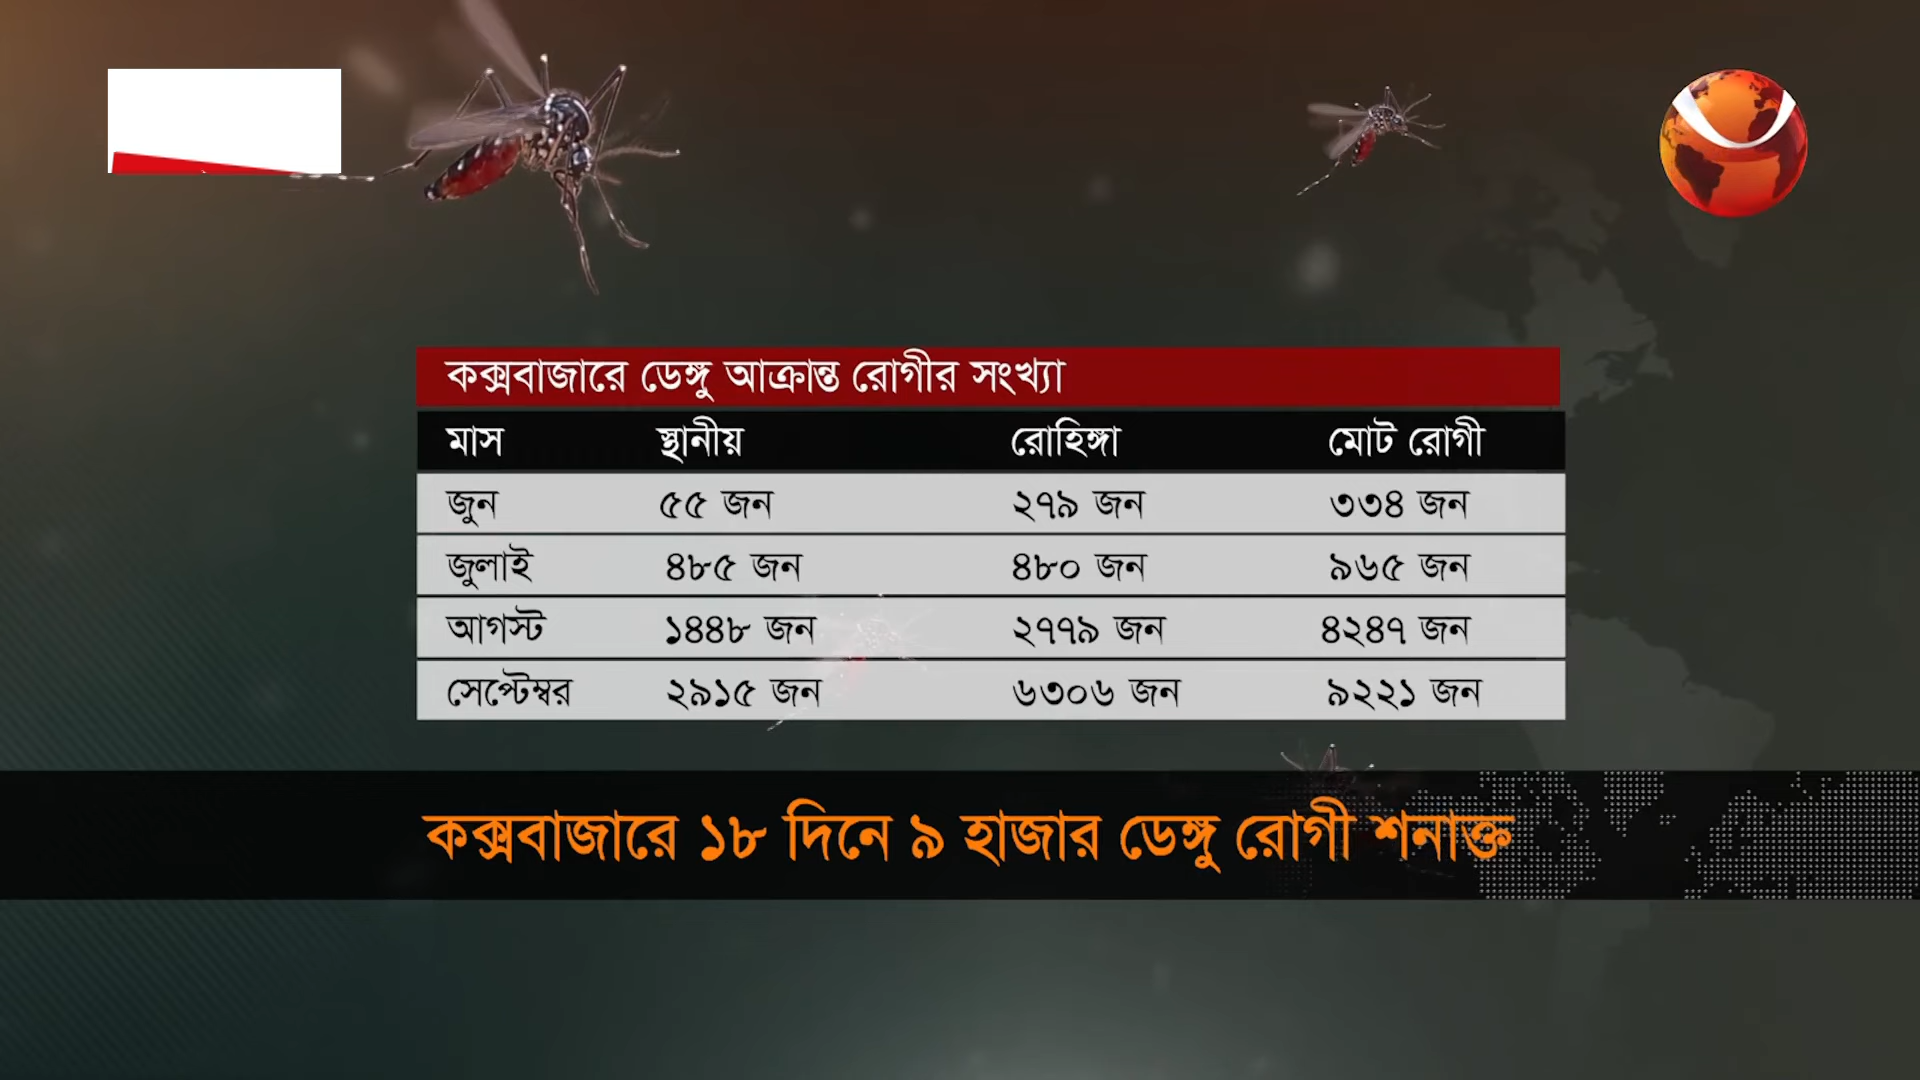 কক্সবাজারে ডেঙ্গু আক্রান্ত রোগীর সংখ্যা
মাস স্থানীয় রোহিঙ্গা মোট রোগী
জুন ৫৫ জন ২৭৯ জন ৩৩৪ জন
জুলাই ৪৮৫ জন ৪৮০ জন ৯৬৫ জন
আগস্ট ১৪৪৮ জন ২৭৭৯ জন ৪২৪৭ জন
সেপ্টেম্বর ২৯১৫ জন ৬৩০৬ জন ৯২২১ জন
কক্সবাজারে ১৮ দিনে ৯ হাজার ডেঙ্গু রোগী শনাক্ত